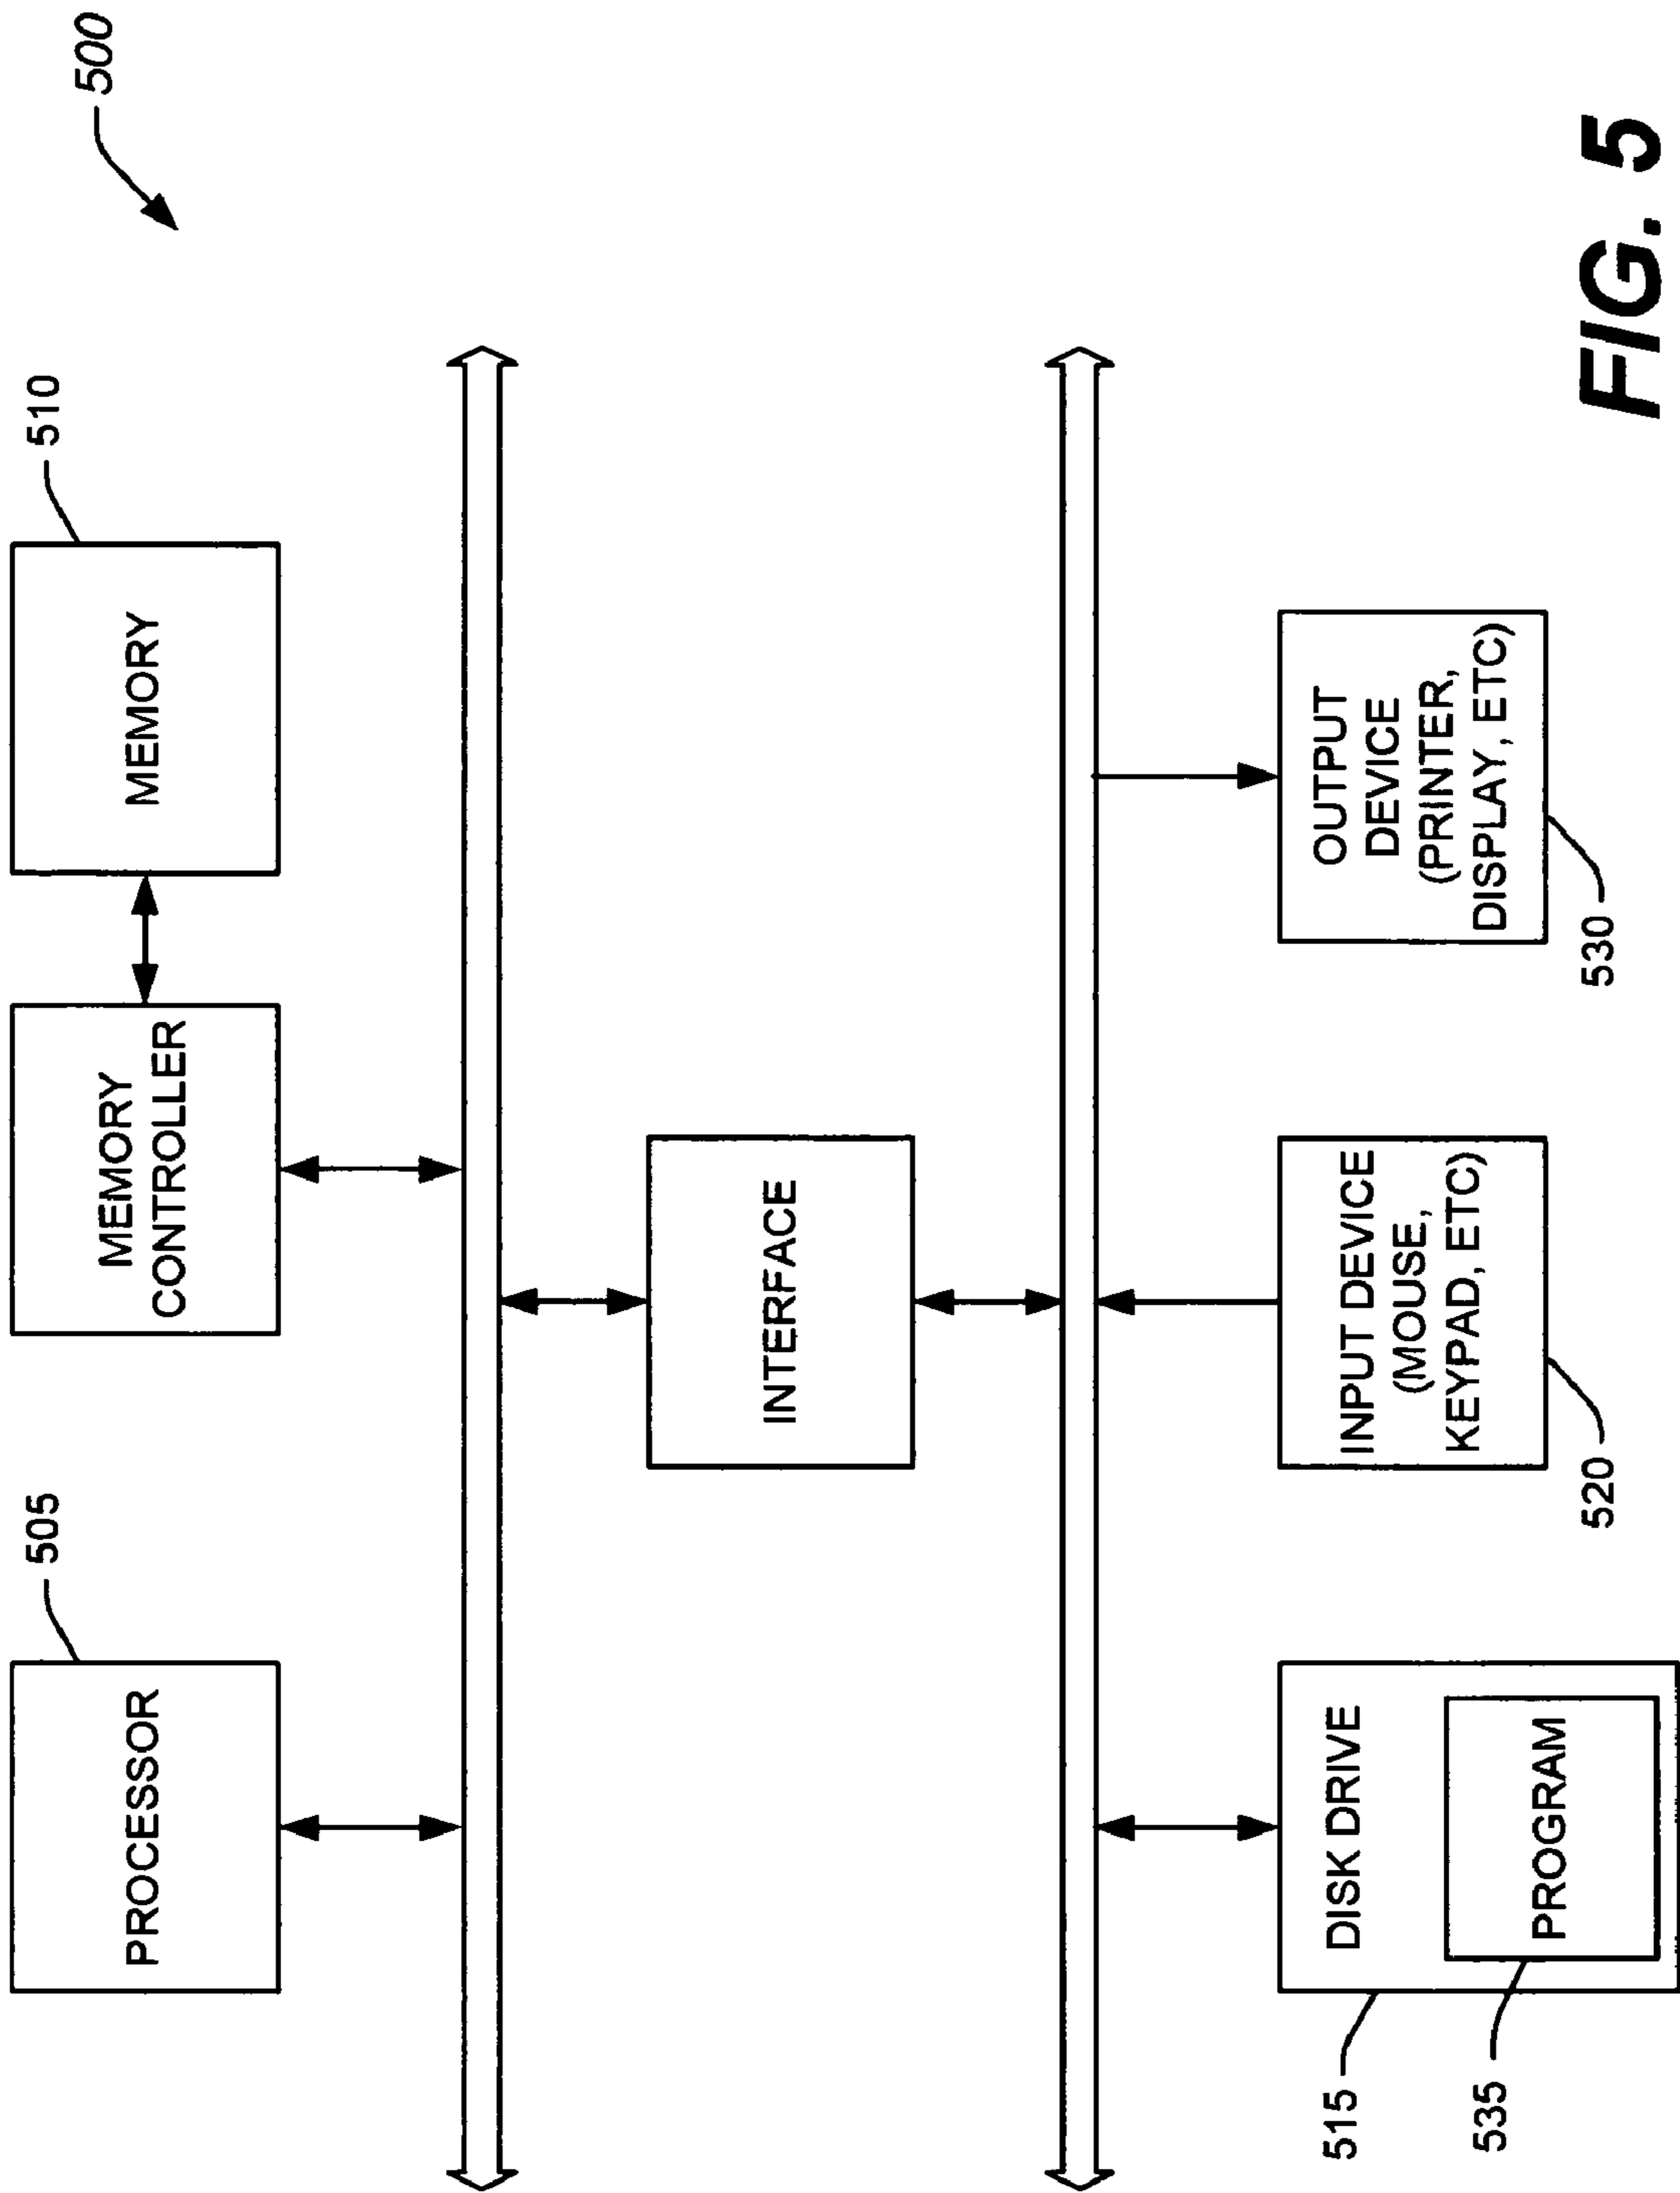 500
505
510
PROCESSOR
MEMORY
CONTROLLER
MEMORY
INTERFACE
DISK DRIVE
PROGRAM
INPUT DEVICE
(MOUSE,
KEYPAD, ETC)
OUTPUT
DEVICE
(PRINTER,
DISPLAY, ETC)
515
535
520
530
FIG. 5